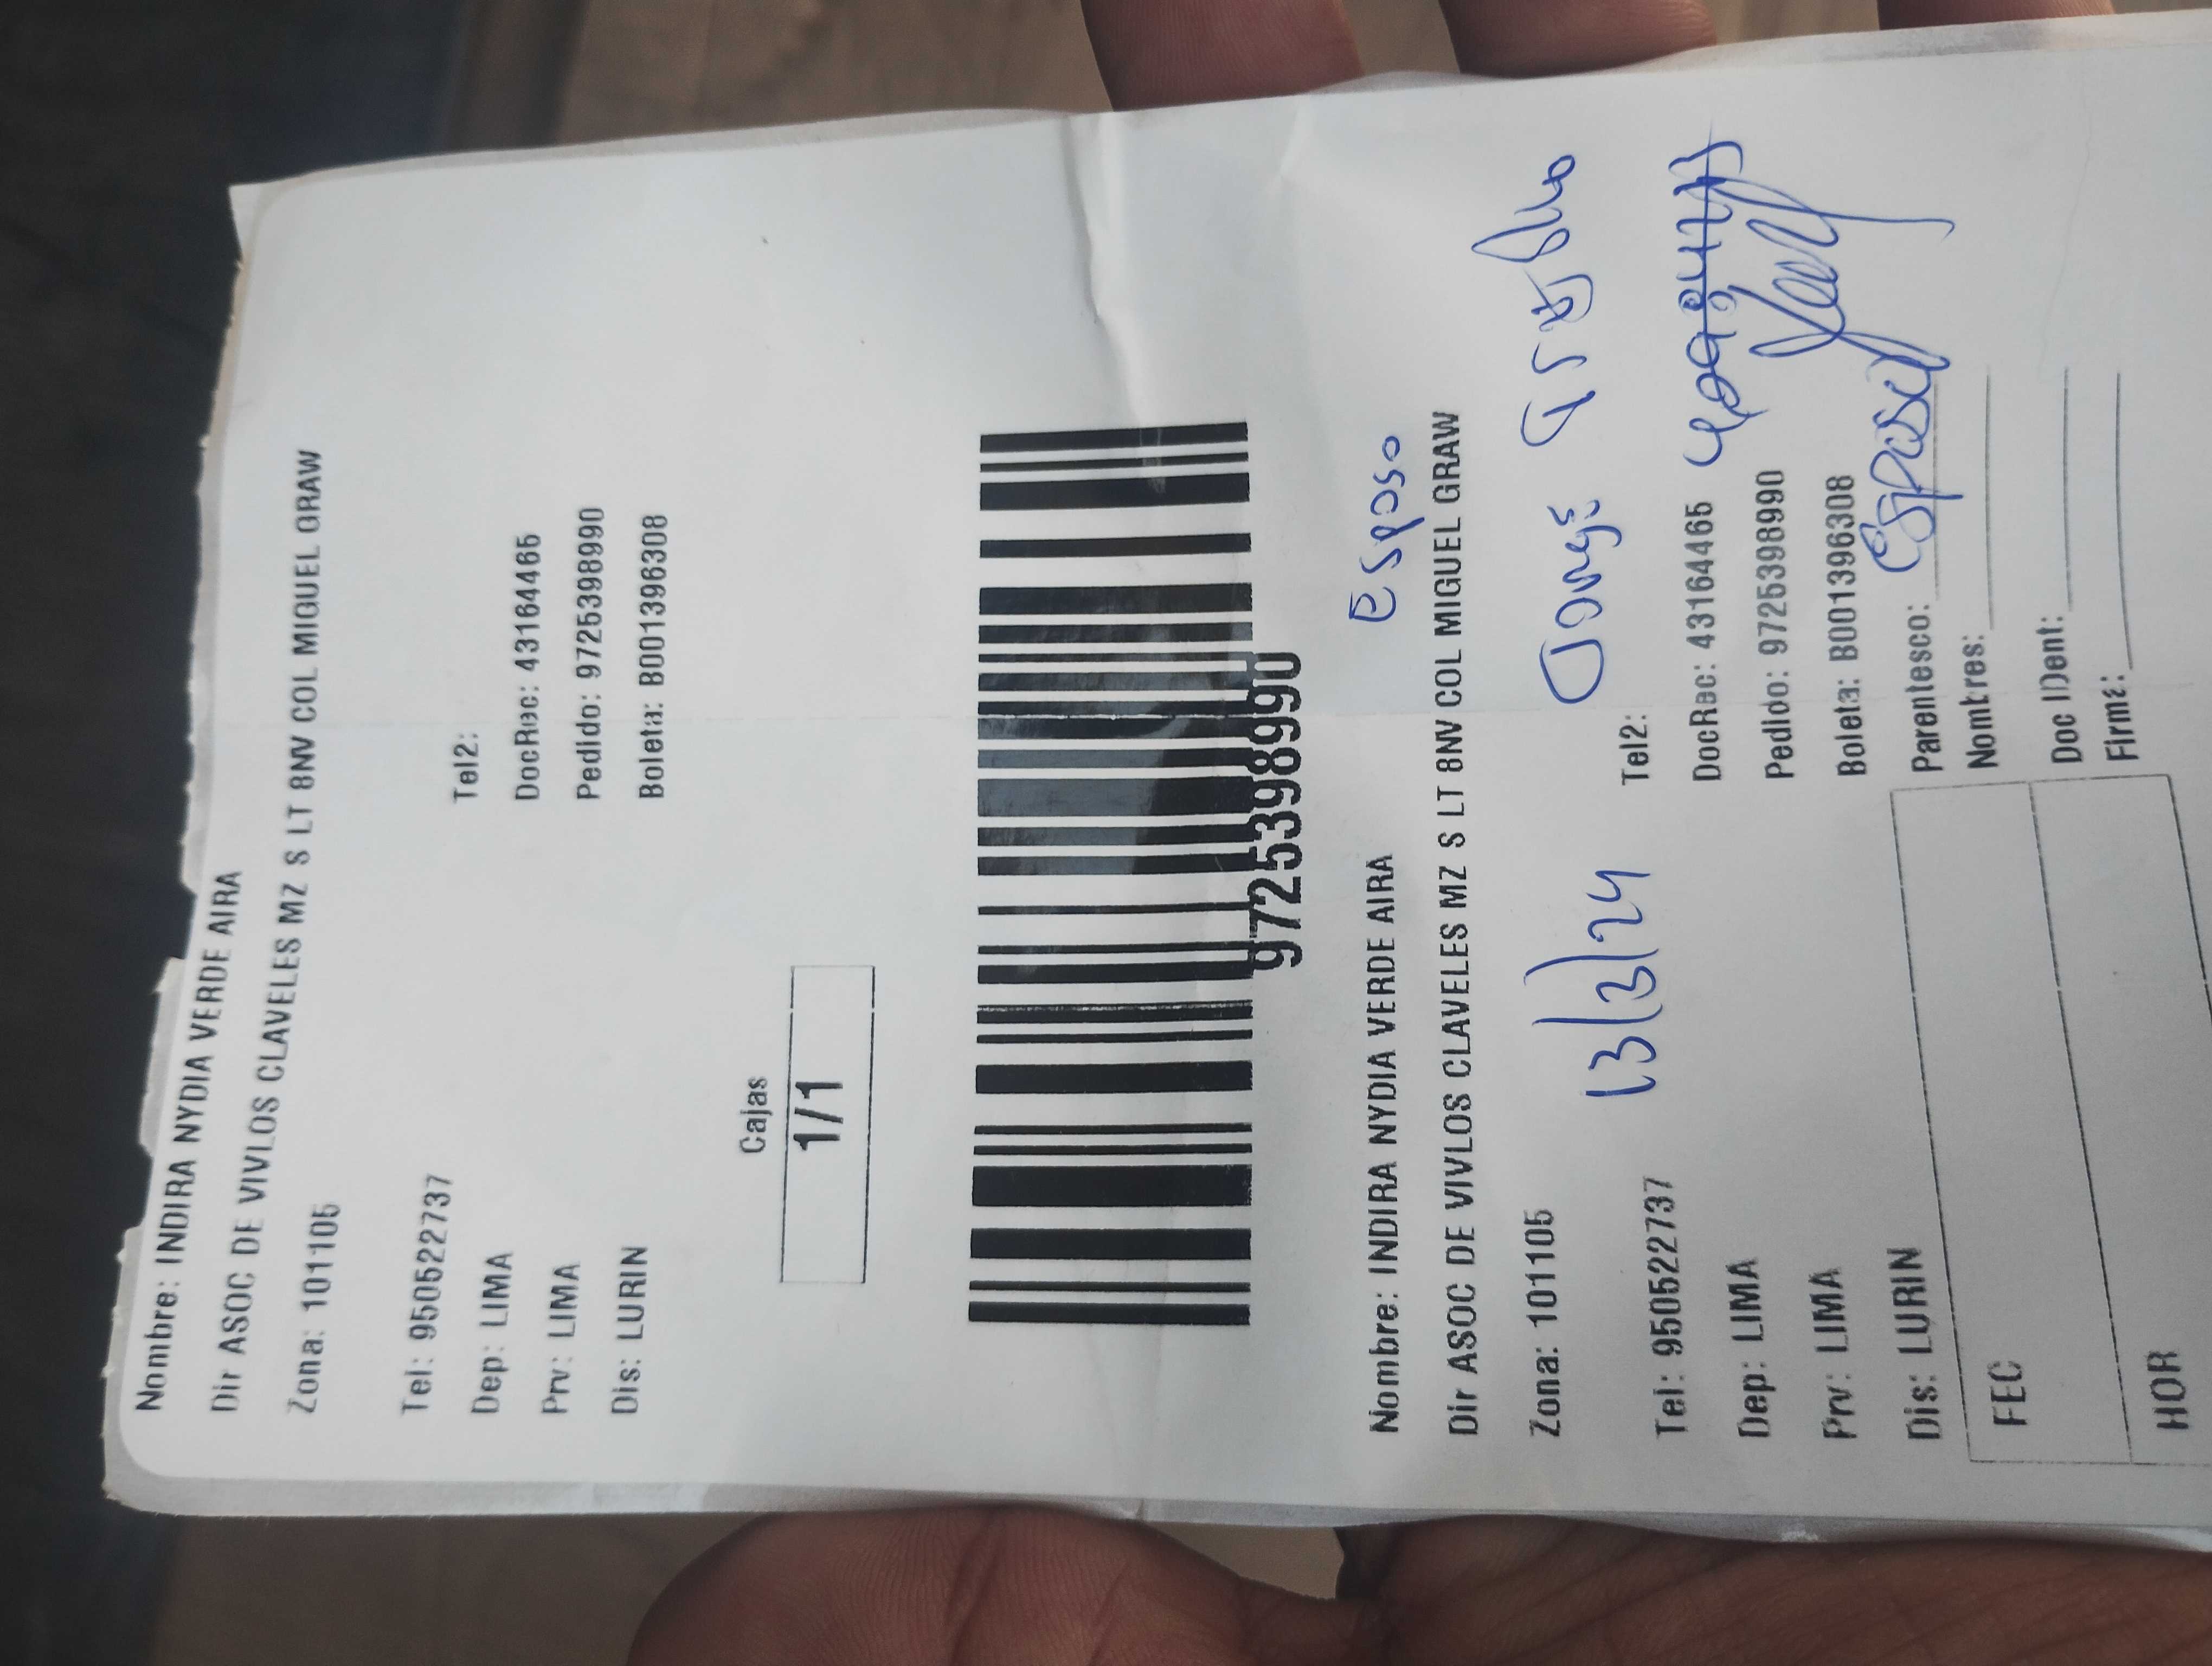 Nombre: INDIRA NYDIA VERDE AIRA
Dir ASOC DE VIVLOS CLAVELES MZ S LT 8NV COL MIGUEL GRAW
Zona: 101105
Tel: 950522737
Tel2:
Dep: LIMA
DocRec: 43164465
Prv: LIMA
Pedido: 9725398990
Dis: LURIN
Boleta: B001396308
Cajas
1/1
9725398990
Esposo
Nombre: INDIRA NYDIA VERDE AIRA
Dir ASOC DE VIVLOS CLAVELES MZ S LT 8NV COL MIGUEL GRAW
Zona: 101105
13/3/24
Tel: 950522737
Tel2:
Dep: LIMA
DocRec: 43164465
Prv: LIMA
Pedido: 9725398990
Dis: LURIN
Boleta: B001396308
FEC
Parentesco: Esposo
Nombres:
HOR
Doc IDent:
Firma: